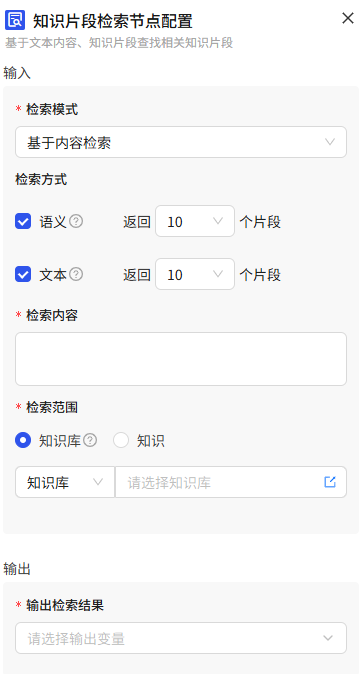 知识片段检索节点配置
基于文本内容、知识片段查找相关知识片段
输入
* 检索模式
基于内容检索
检索方式
语义 ? 返回 10 个片段
文本 ? 返回 10 个片段
* 检索内容
* 检索范围
知识库 ? 知识
知识库 请选择知识库
输出
* 输出检索结果
请选择输出变量